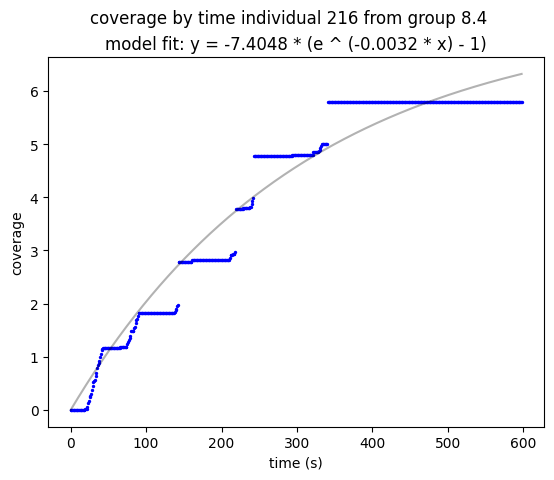 coverage by time individual 216 from group 8.4
model fit: y = -7.4048 * (e ^ (-0.0032 * x) - 1)
6
5
4
3
2
1
0
coverage
0 100 200 300 400 500 600
time (s)